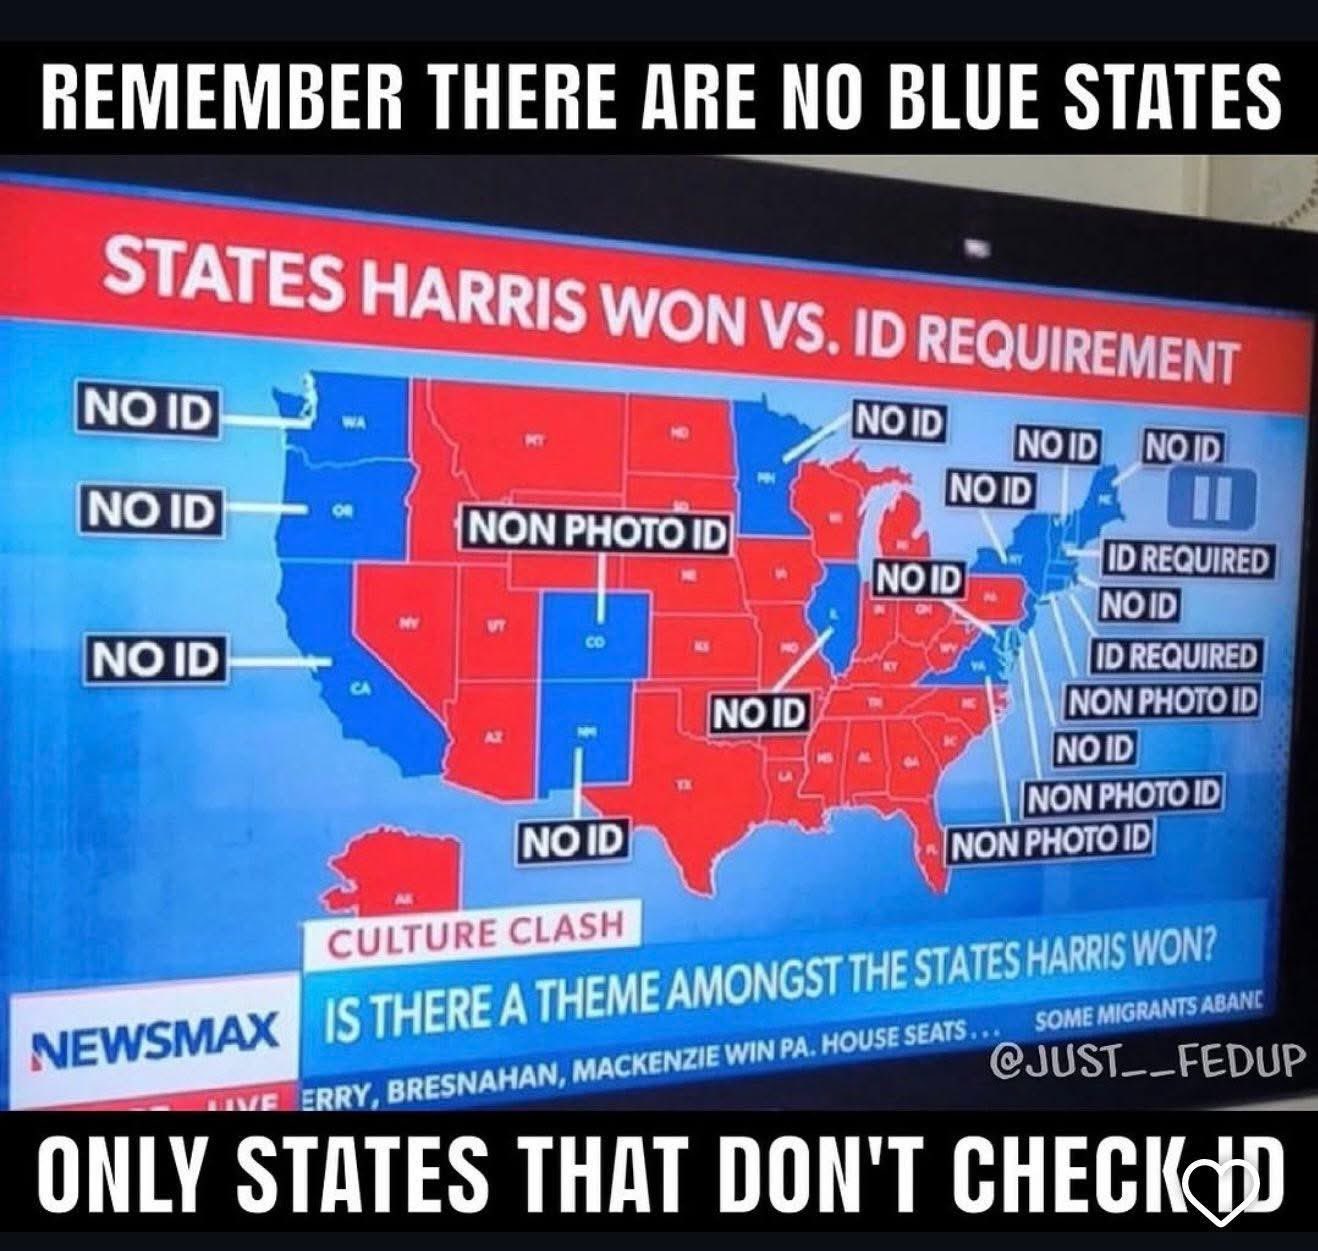 REMEMBER THERE ARE NO BLUE STATES
STATES HARRIS WON VS. ID REQUIREMENT
NO ID
NO ID
NO ID
NO ID
NO ID
NO ID
NO ID
NON PHOTO ID
NO ID
ID REQUIRED
NO ID
ID REQUIRED
NON PHOTO ID
NO ID
NO ID
NON PHOTO ID
NON PHOTO ID
NO ID
WA
MT
ND
MN
OR
SD
WI
MI
NY
ME
VT
NV
UT
CO
NE
IA
IL
IN
OH
PA
CA
KS
MO
KY
WV
VA
AZ
NM
TX
TN
NC
SC
LA
MS
AL
GA
FL
AK
CULTURE CLASH
IS THERE A THEME AMONGST THE STATES HARRIS WON?
NEWSMAX
LIVE
ERRY, BRESNAHAN, MACKENZIE WIN PA. HOUSE SEATS... SOME MIGRANTS ABANC
@JUST__FEDUP
ONLY STATES THAT DON'T CHECK ID